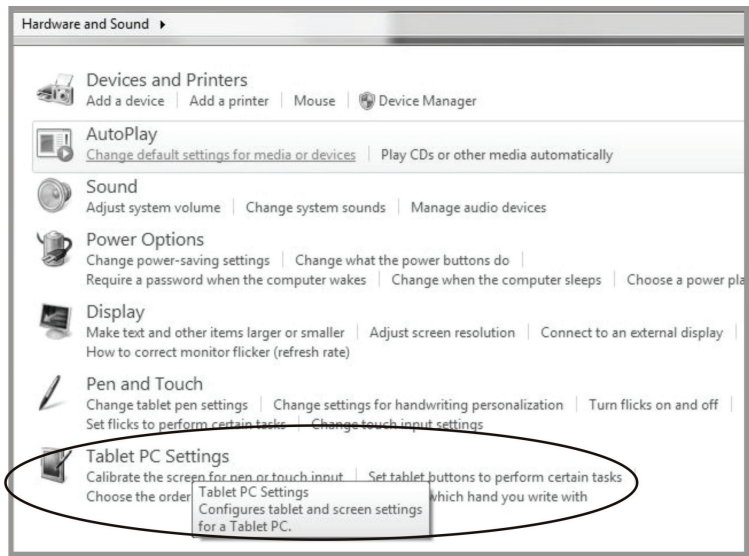 Hardware and Sound
Devices and Printers
Add a device | Add a printer | Mouse | Device Manager
AutoPlay
Change default settings for media or devices | Play CDs or other media automatically
Sound
Adjust system volume | Change system sounds | Manage audio devices
Power Options
Change power-saving settings | Change what the power buttons do |
Require a password when the computer wakes | Change when the computer sleeps | Choose a power pla
Display
Make text and other items larger or smaller | Adjust screen resolution | Connect to an external display |
How to correct monitor flicker (refresh rate)
Pen and Touch
Change tablet pen settings | Change settings for handwriting personalization | Turn flicks on and off |
Set flicks to perform certain tasks | Change touch input settings
Tablet PC Settings
Calibrate the screen for pen or touch input | Set tablet buttons to perform certain tasks
Choose the order which hand you write with
Tablet PC Settings
Configures tablet and screen settings
for a Tablet PC.